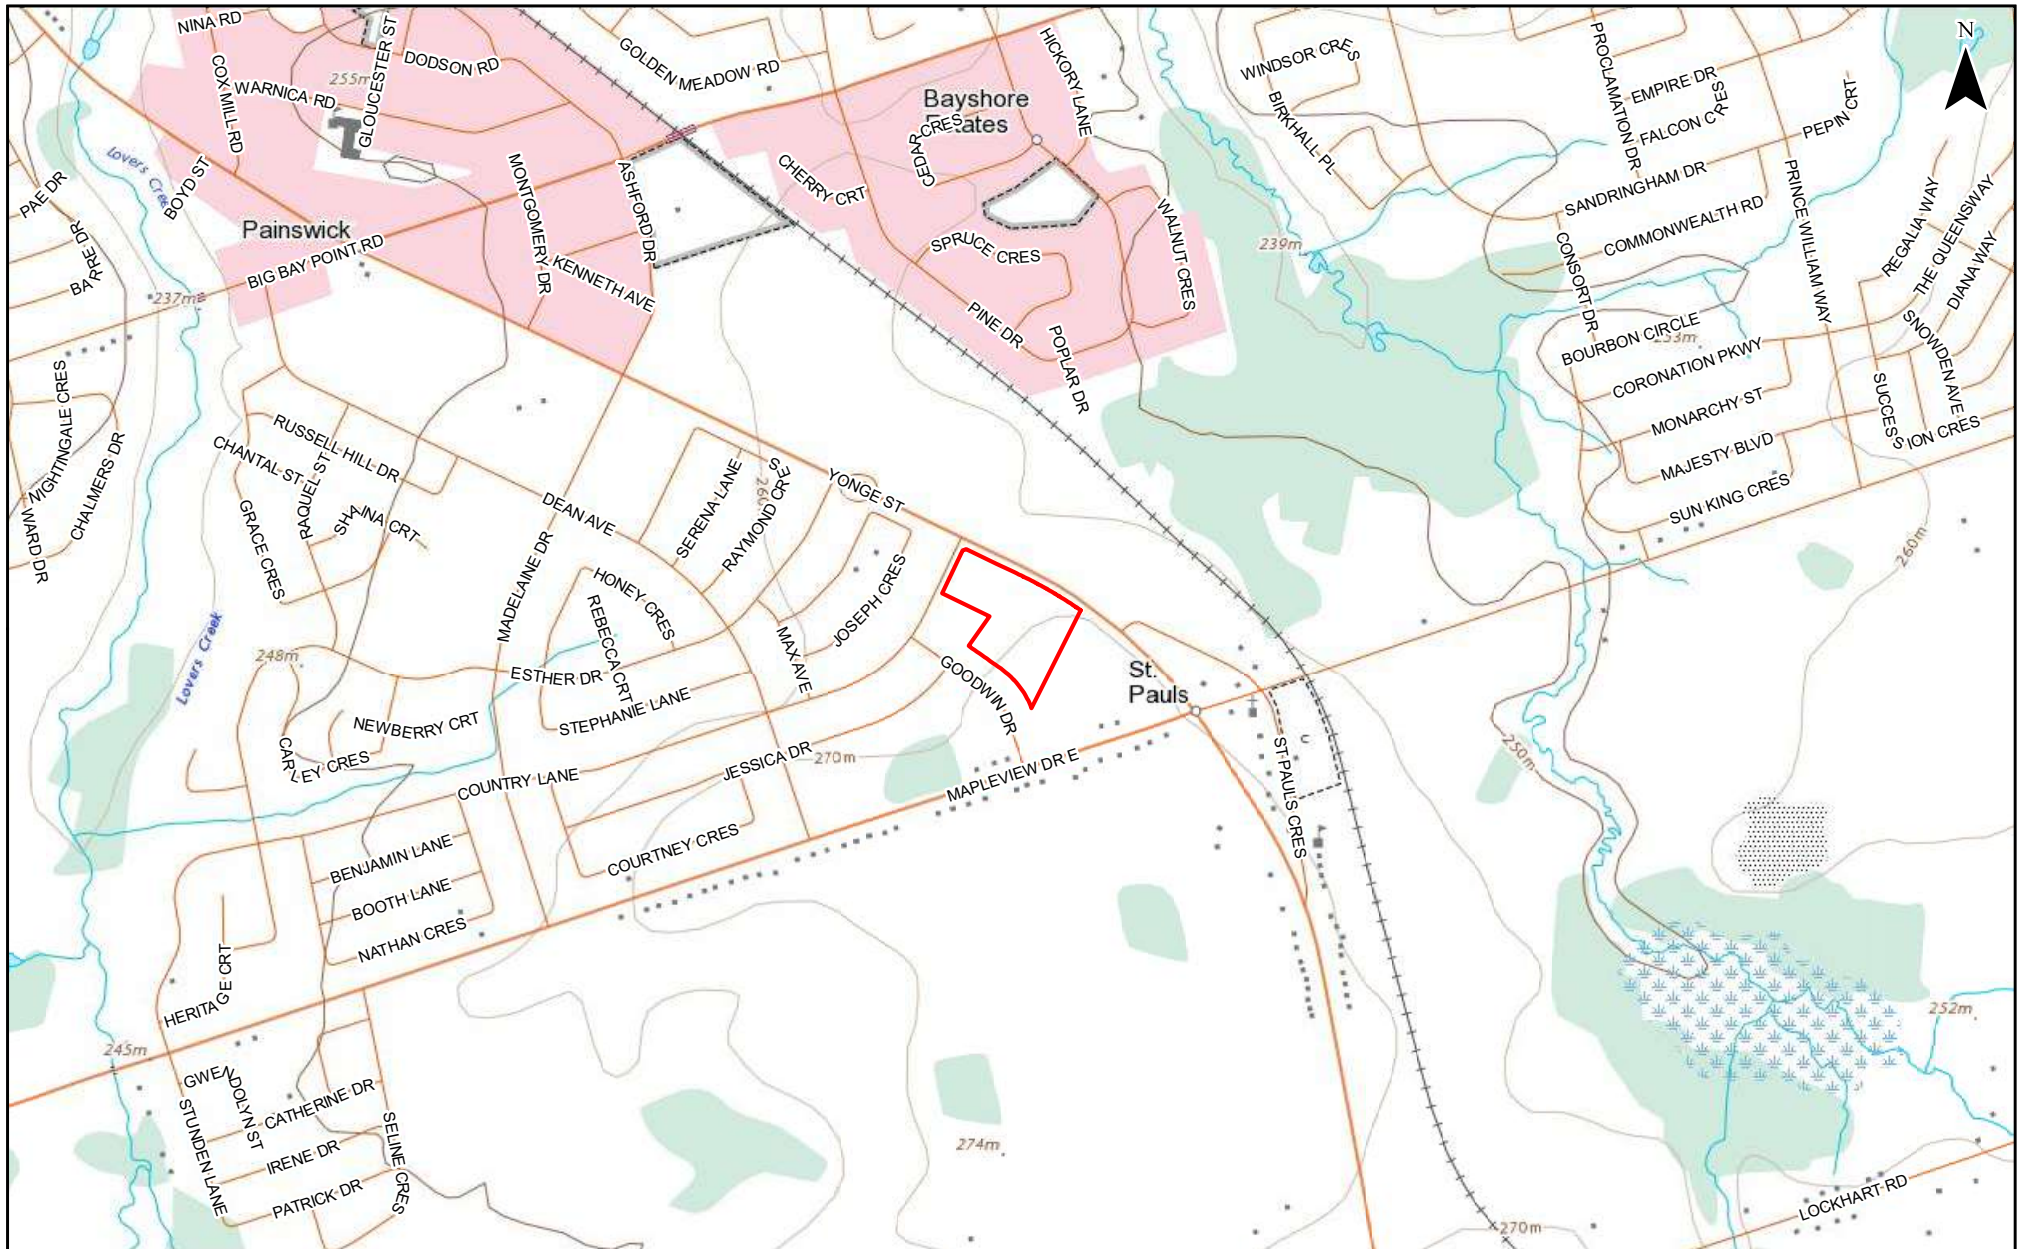 NINA RD
COX MILL RD
WARNICA RD
255m
GLOUCESTER ST
DODSON RD
GOLDEN MEADOW RD
HICKORY LANE
Bayshore
Estates
CEDAR CRES
CHERRY CRT
WINDSOR CRES
BIRKHALL PL
PROCLAMATION DR
EMPIRE DR
FALCON CRES
PEPIN CRT
N
Lovers Creek
BOYD ST
PAE DR
BARRE DR
Painswick
BIG BAY POINT RD
237m
MONTGOMERY DR
ASHFORD DR
KENNETH AVE
SPRUCE CRES
PINE DR
POPLAR DR
WALNUT CRES
239m
SANDRINGHAM DR
COMMONWEALTH RD
CONSORT DR
PRINCE WILLIAM WAY
REGALIA WAY
THE QUEENSWAY
DIANA WAY
SNOWDEN AVE
BOURBON CIRCLE
253m
CORONATION PKWY
MONARCHY ST
MAJESTY BLVD
SUN KING CRES
SUCCESSION CRES
NIGHTINGALE CRES
CHALMERS DR
WARD DR
RUSSELL HILL DR
CHANTAL ST
RAQUEL ST
SHAINA CRT
GRACE CRES
DEAN AVE
MADELAINE DR
SERENA LANE
RAYMOND CRES
260m
YONGE ST
JOSEPH CRES
HONEY CRES
REBECCA CRT
MAX AVE
ESTHER DR
STEPHANIE LANE
GOODWIN DR
St.
Pauls
260m
Lovers Creek
248m
NEWBERRY CRT
CARLEY CRES
COUNTRY LANE
JESSICA DR
270m
MAPLEVIEW DR E
ST PAULS CRES
250m
COURTNEY CRES
BENJAMIN LANE
BOOTH LANE
NATHAN CRES
HERITAGE CRT
245m
GWENDOLYN ST
CATHERINE DR
STUNDEN LANE
IRENE DR
PATRICK DR
SELINE CRES
274m
252m
270m
LOCKHART RD